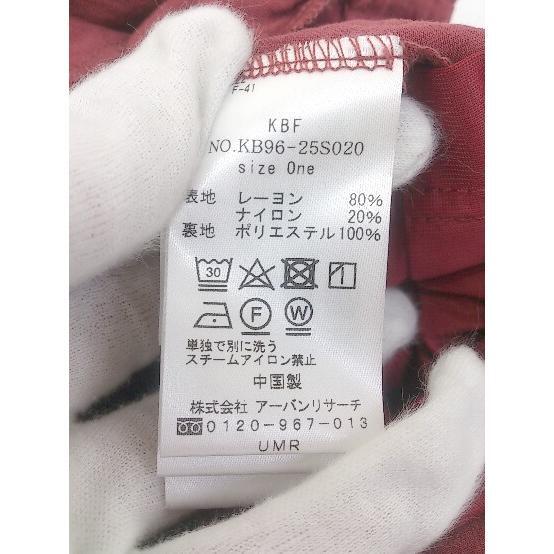 F-41
KBF
NO.KB96-25S020
size One
表地 レーヨン 80%
ナイロン 20%
裏地 ポリエステル 100%
30
F W
単独で別に洗う
スチームアイロン禁止
中国製
株式会社 アーバンリサーチ
0120-967-013
UMR